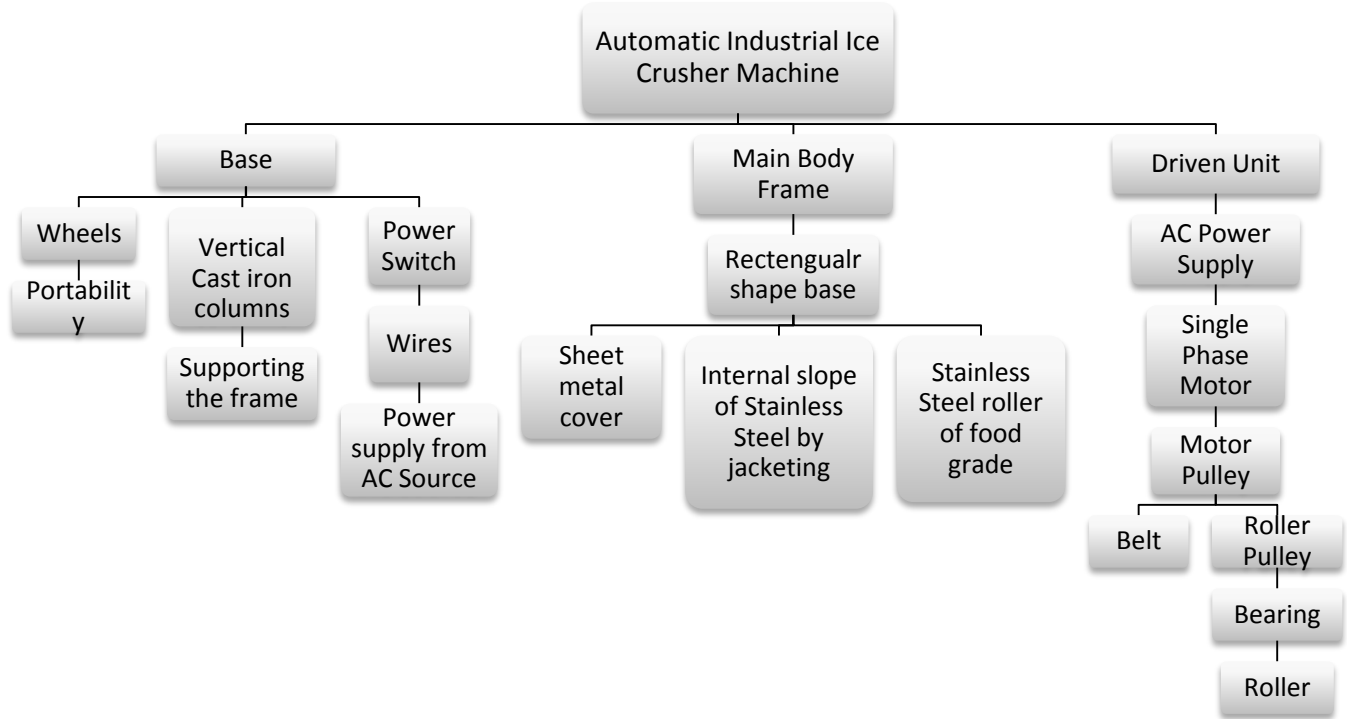 Automatic Industrial Ice
Crusher Machine
Base
Main Body
Frame
Driven Unit
Wheels
Portabilit
y
Vertical
Cast iron
columns
Supporting
the frame
Power
Switch
Wires
Power
supply from
AC Source
Rectengualr
shape base
Sheet
metal
cover
Internal slope
of Stainless
Steel by
jacketing
Stainless
Steel roller
of food
grade
AC Power
Supply
Single
Phase
Motor
Motor
Pulley
Belt
Roller
Pulley
Bearing
Roller